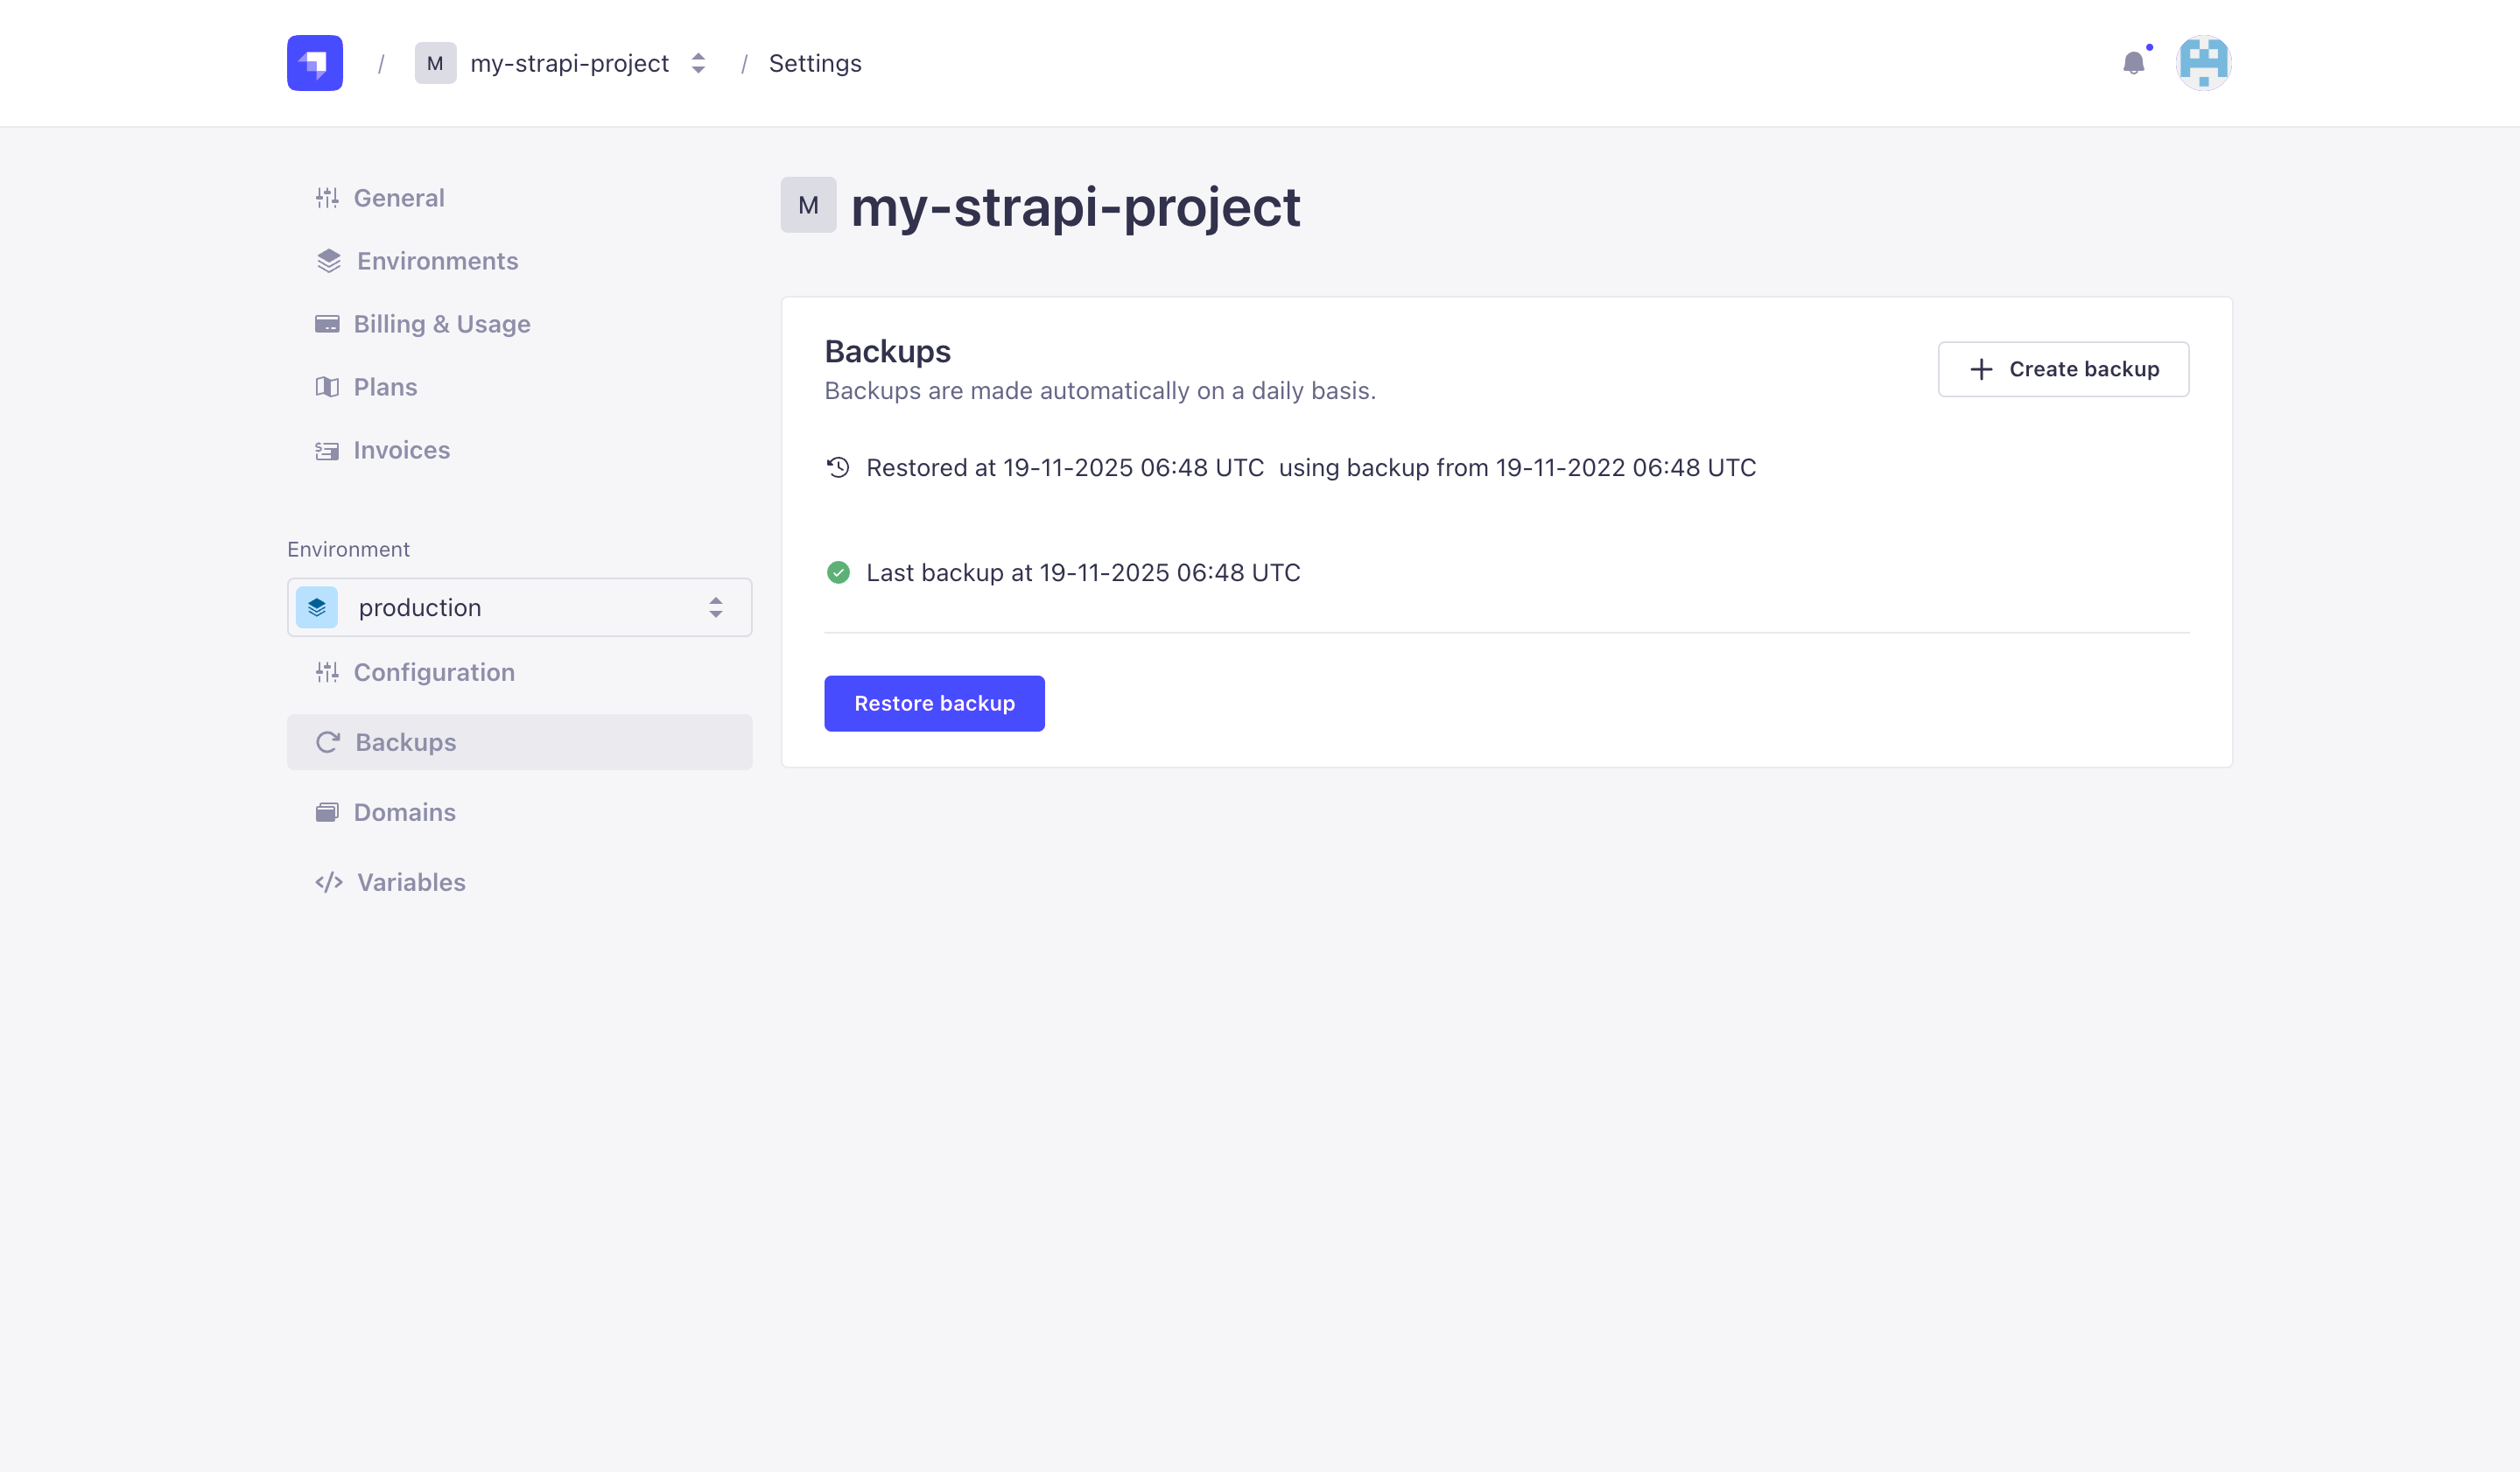 / M my-strapi-project / Settings
General
Environments
Billing & Usage
Plans
Invoices
Environment
production
Configuration
Backups
Domains
Variables
M my-strapi-project
Backups
Backups are made automatically on a daily basis.
Create backup
Restored at 19-11-2025 06:48 UTC using backup from 19-11-2022 06:48 UTC
Last backup at 19-11-2025 06:48 UTC
Restore backup